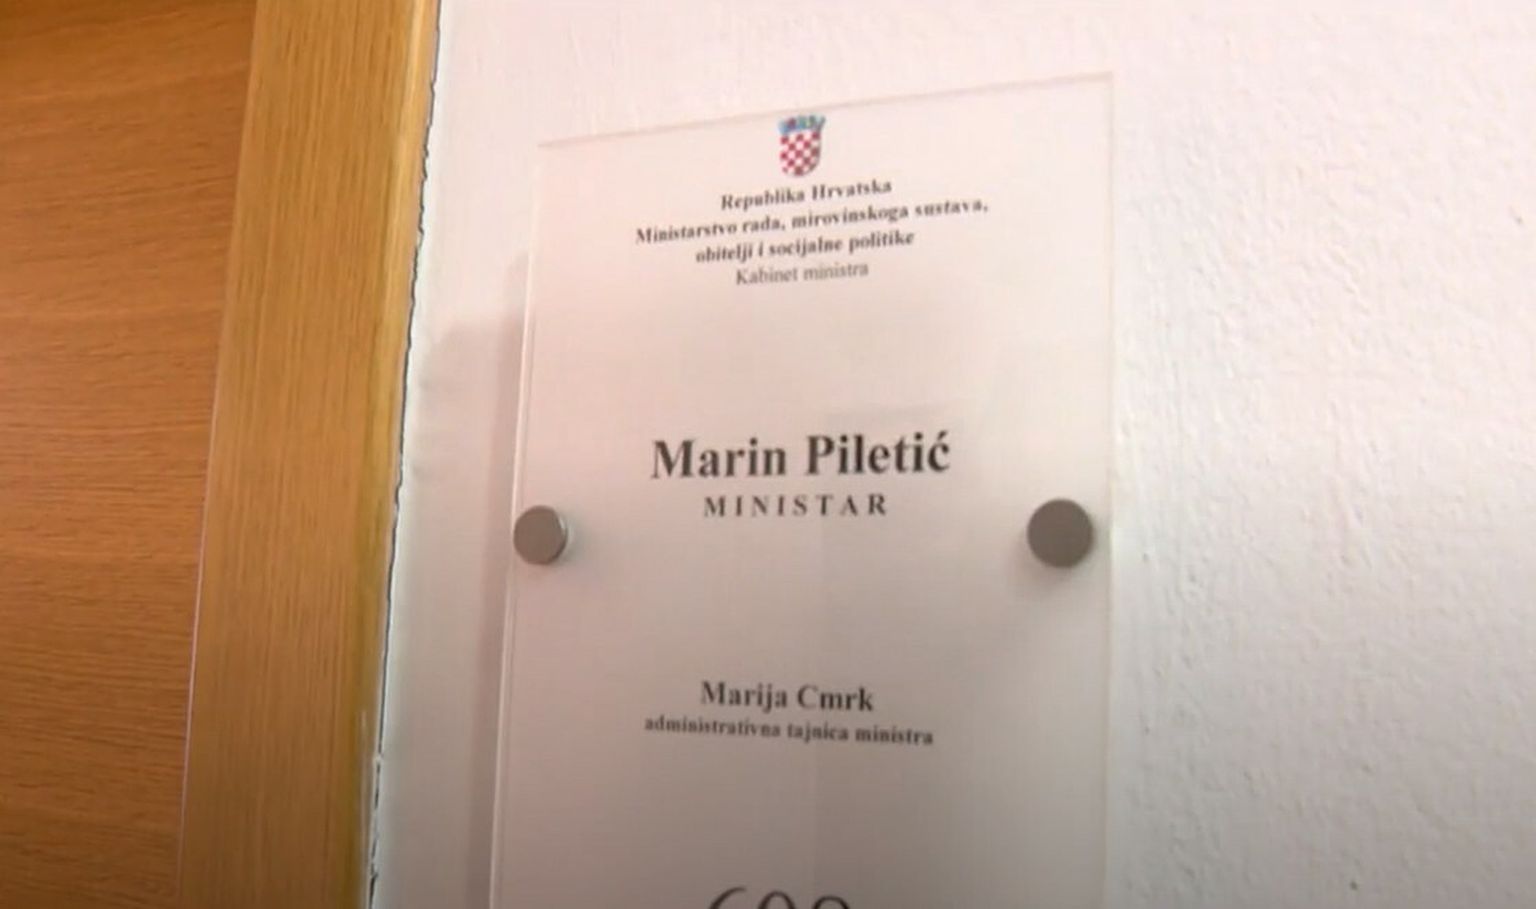 Republika Hrvatska
Ministarstvo rada, mirovinskoga sustava,
obitelji i socijalne politike
Kabinet ministra
Marin Piletić
MINISTAR
Marija Cmrk
administrativna tajnica ministra